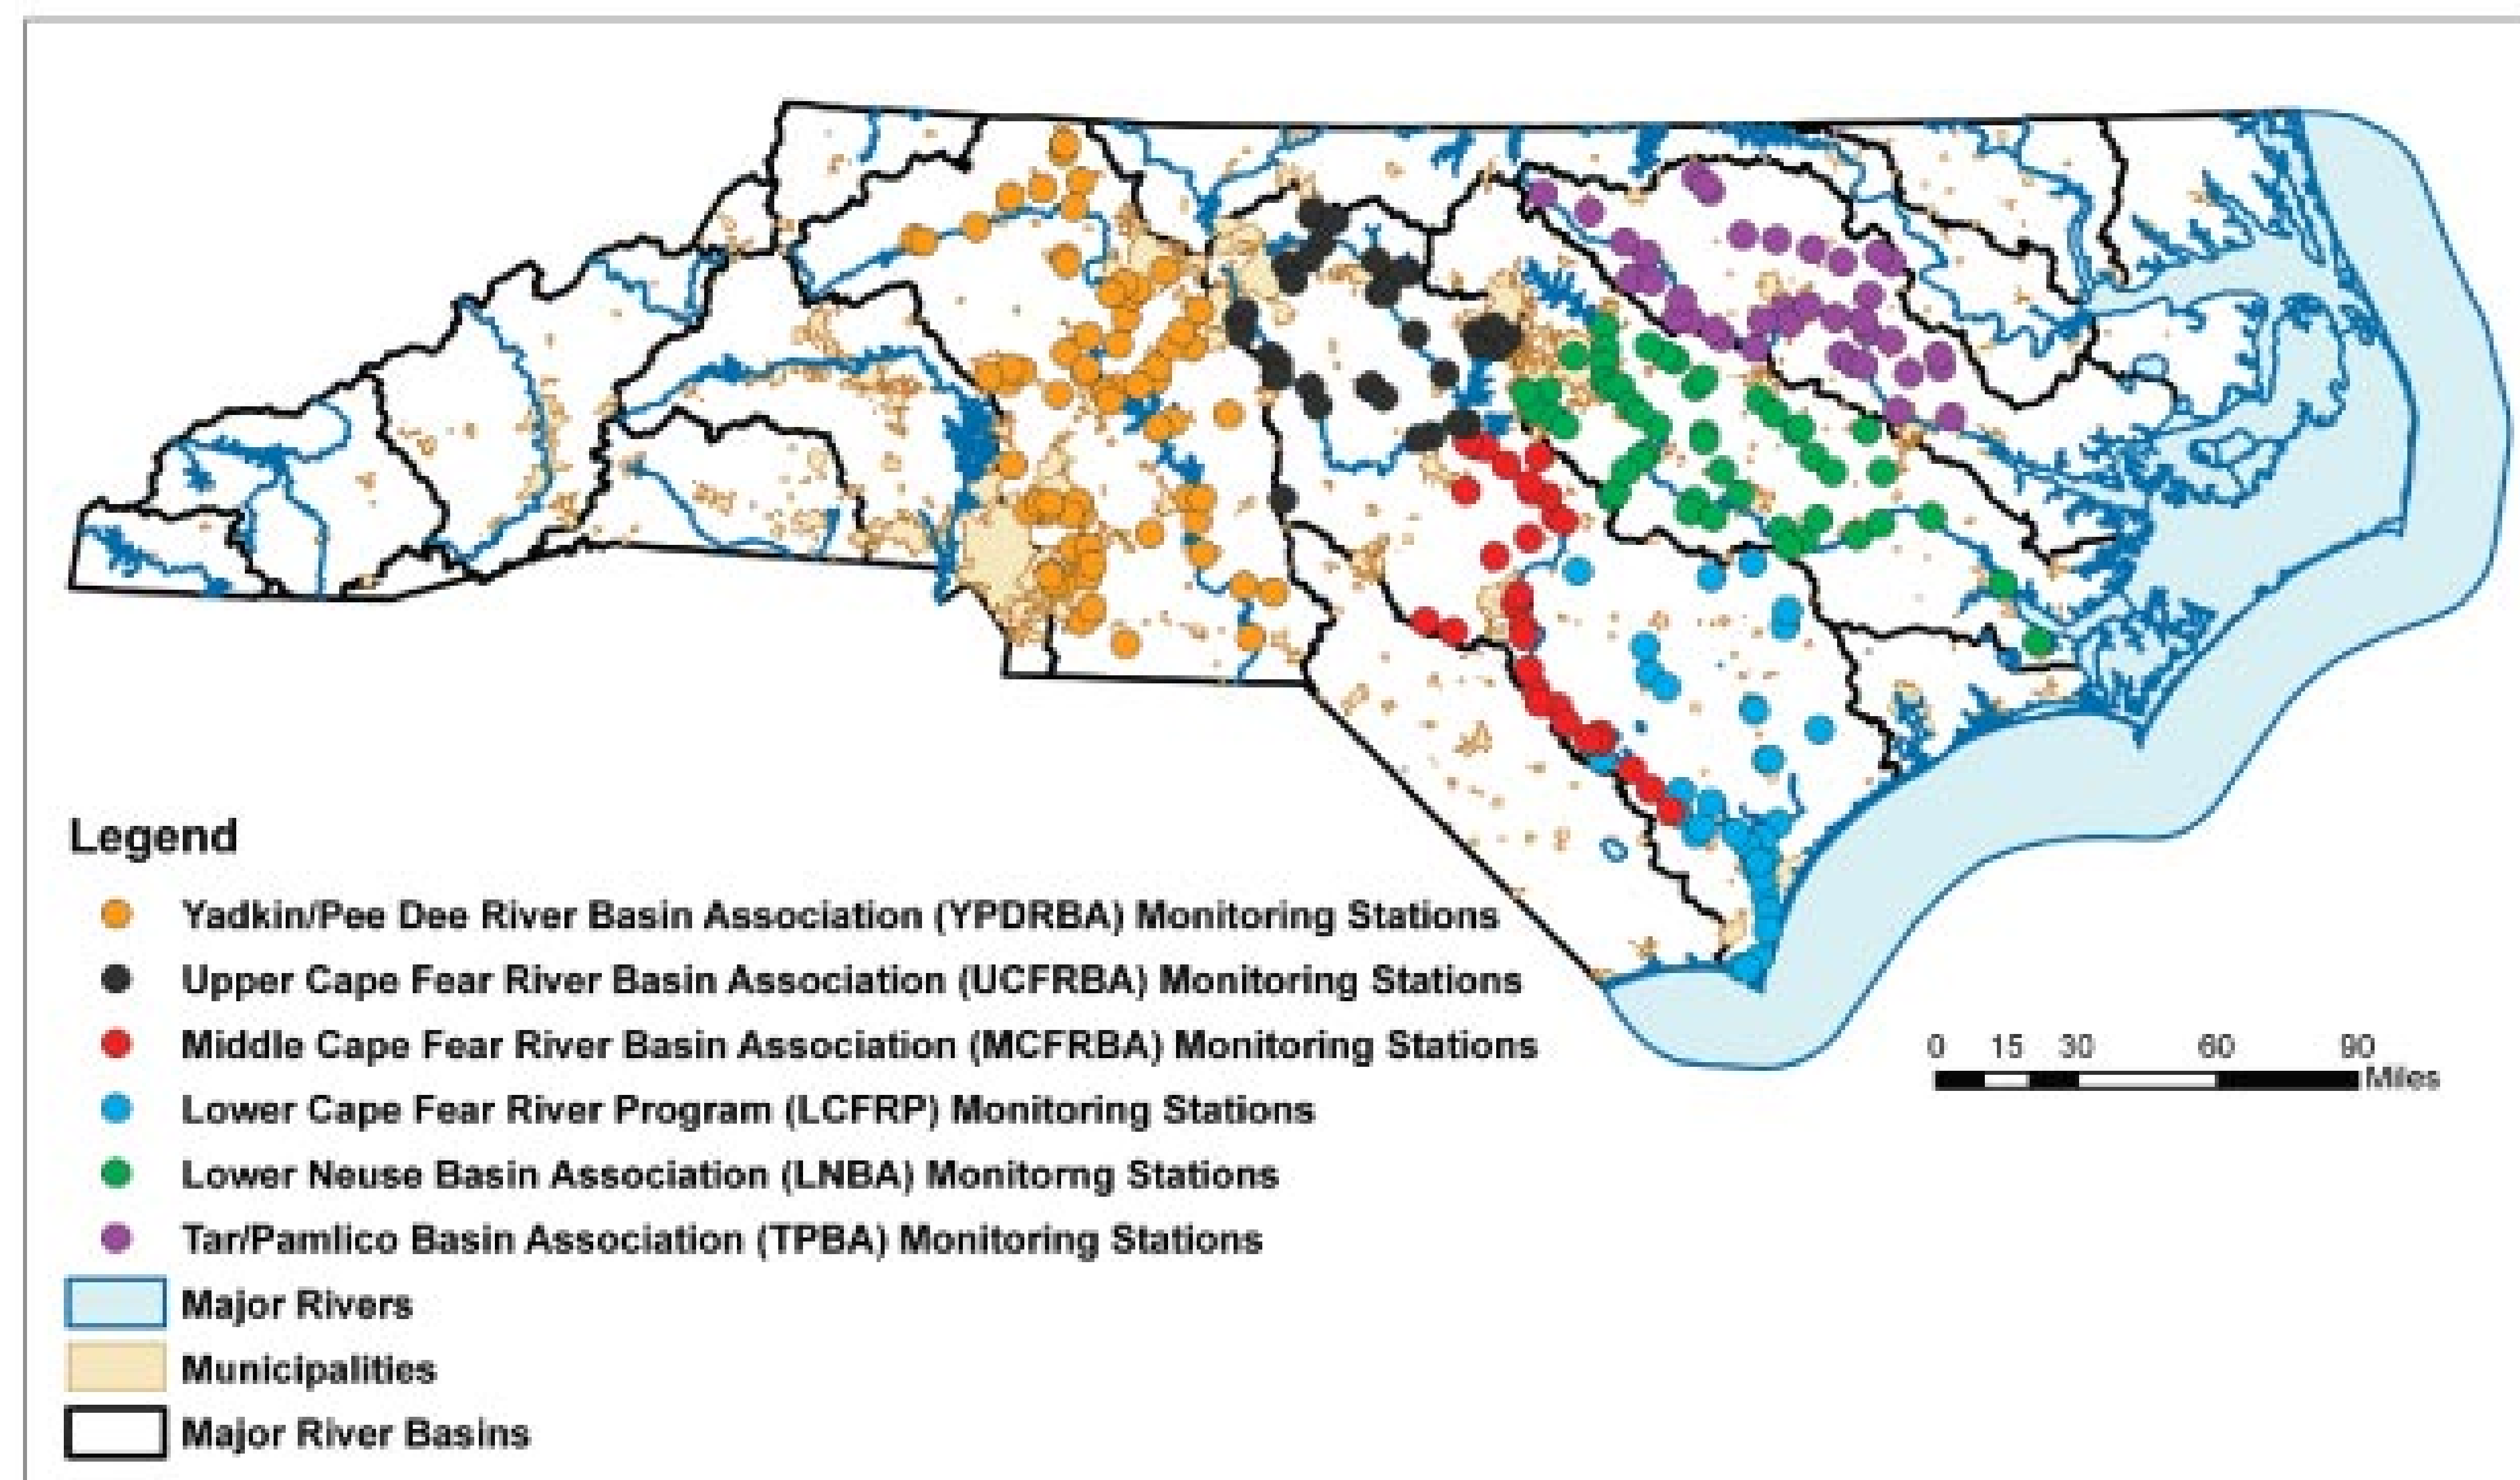 Legend
Yadkin/Pee Dee River Basin Association (YPDRBA) Monitoring Stations
Upper Cape Fear River Basin Association (UCFRBA) Monitoring Stations
Middle Cape Fear River Basin Association (MCFRBA) Monitoring Stations
Lower Cape Fear River Program (LCFRP) Monitoring Stations
Lower Neuse Basin Association (LNBA) Monitorng Stations
Tar/Pamlico Basin Association (TPBA) Monitoring Stations
Major Rivers
Municipalities
Major River Basins
0 15 30 60 90
Miles